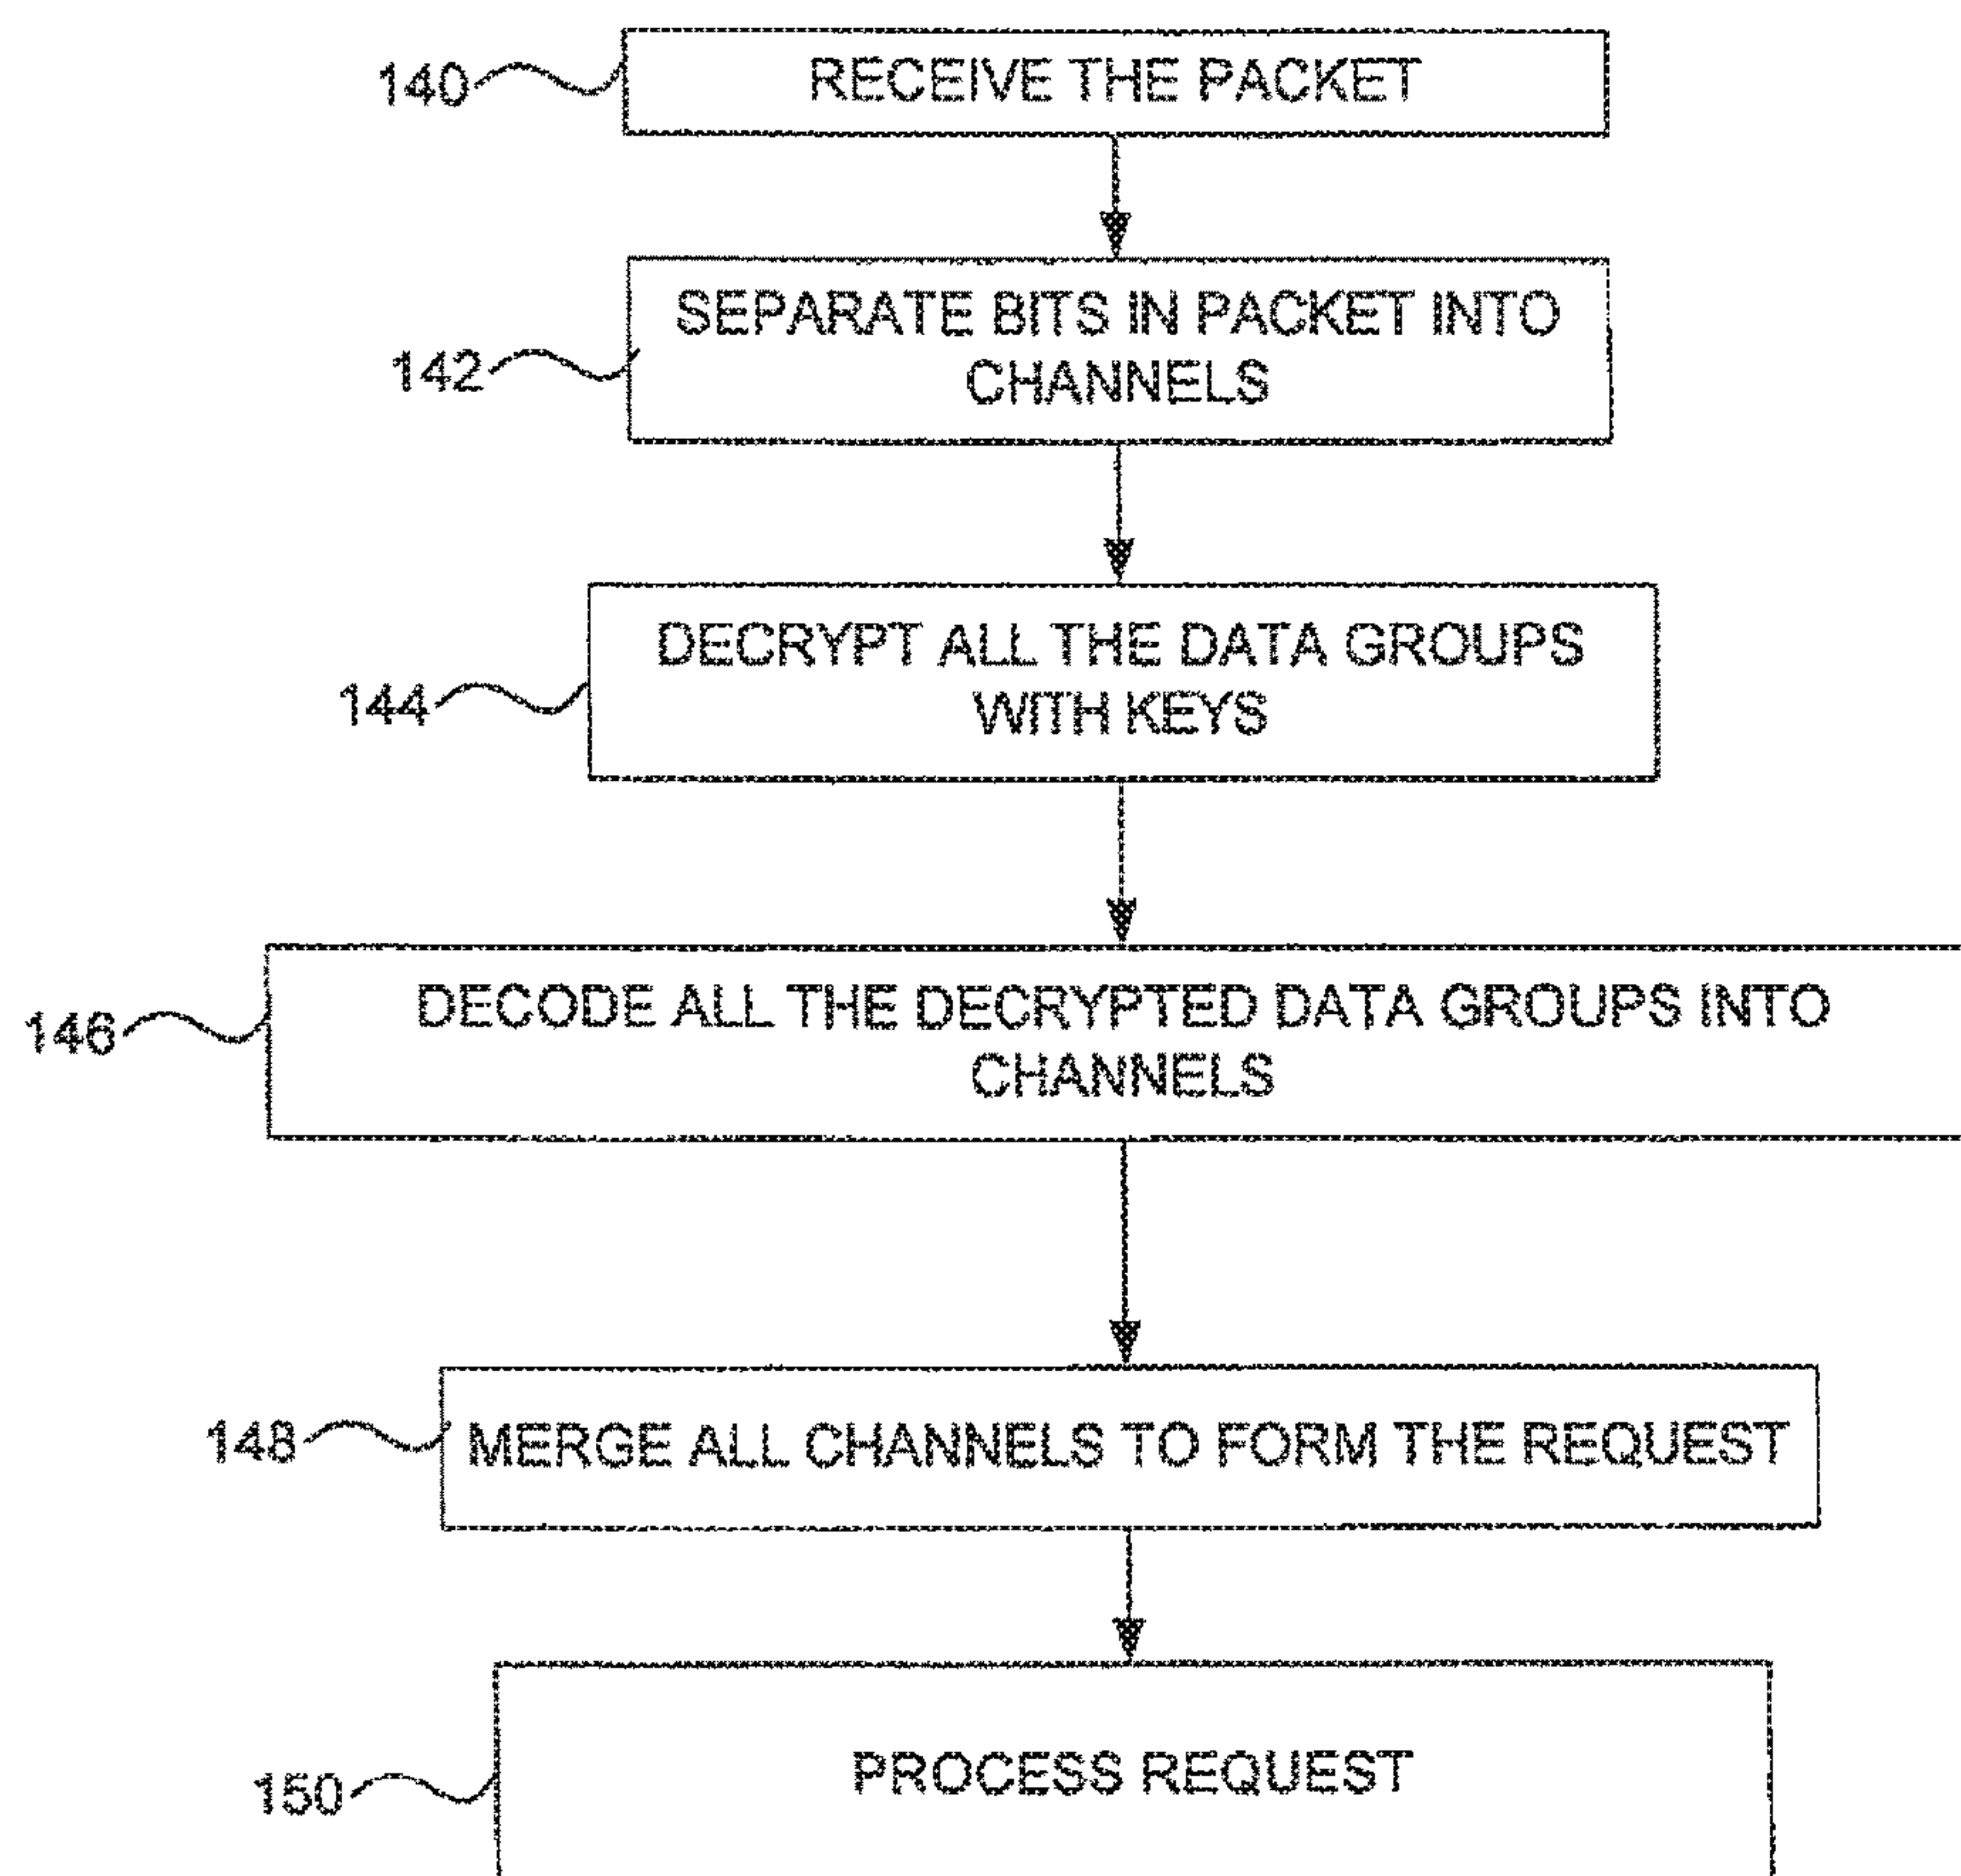 140
RECEIVE THE PACKET
142
SEPARATE BITS IN PACKET INTO
CHANNELS
144
DECRYPT ALL THE DATA GROUPS
WITH KEYS
146
DECODE ALL THE DECRYPTED DATA GROUPS INTO
CHANNELS
148
MERGE ALL CHANNELS TO FORM THE REQUEST
150
PROCESS REQUEST